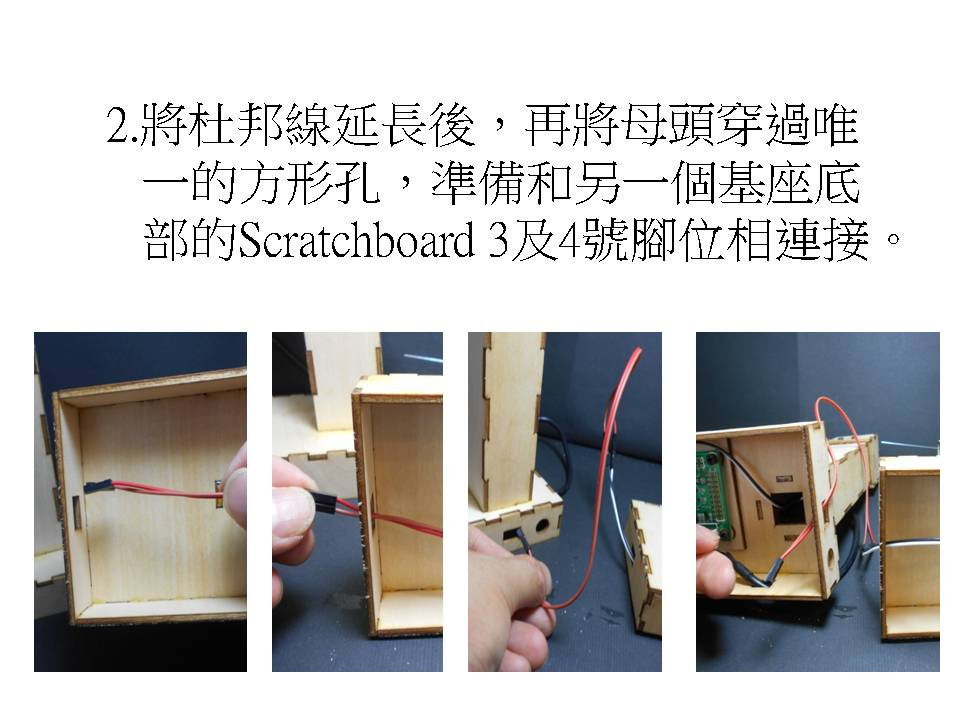 2.將杜邦線延長後，再將母頭穿過唯
一的方形孔，準備和另一個基座底
部的Scratchboard 3及4號腳位相連接。